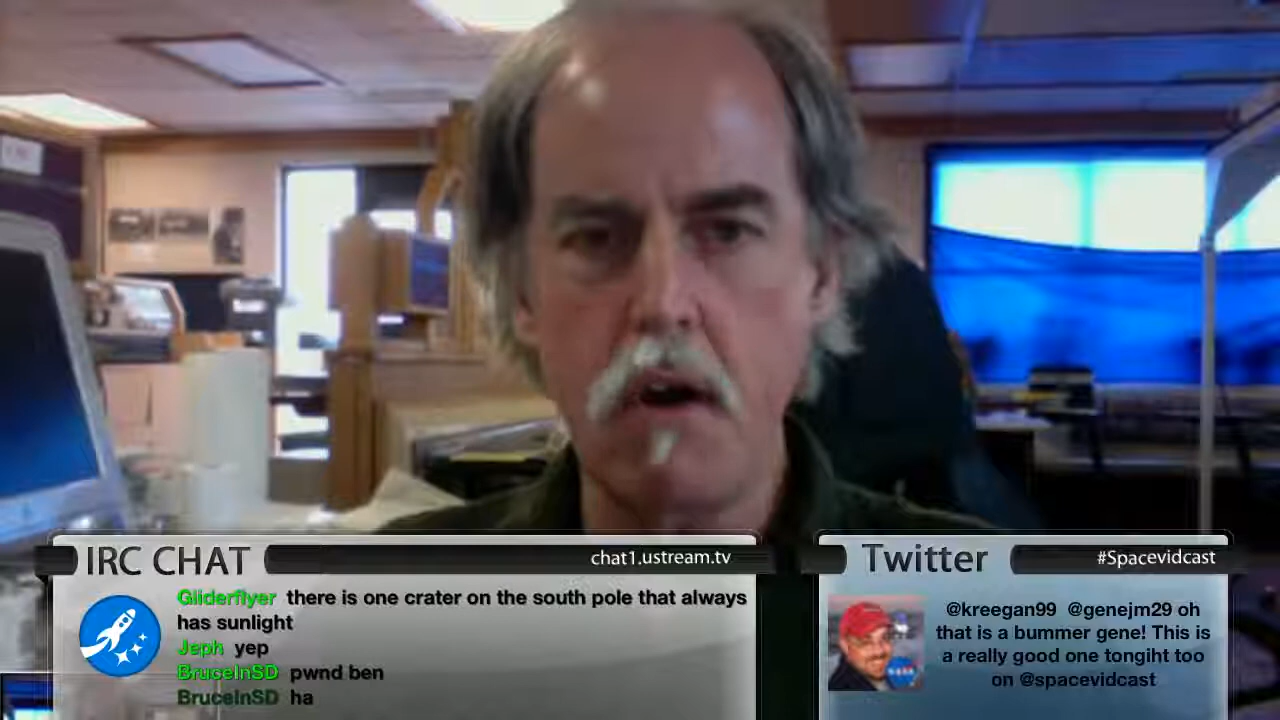 IRC CHAT
chat1.ustream.tv
Gliderflyer there is one crater on the south pole that always
has sunlight
Jeph yep
BruceInSD pwnd ben
BruceInSD ha
Twitter
#Spacevidcast
@kreegan99 @genejm29 oh
that is a bummer gene! This is
a really good one tongiht too
on @spacevidcast